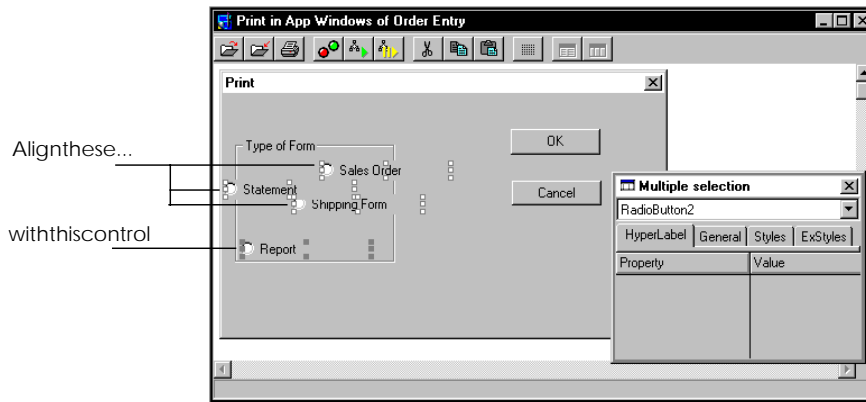 Print in App Windows of Order Entry
Print
Alignthese...
Type of Form
OK
Sales Order
Statement
Cancel
Shipping Form
withthiscontrol
Report
Multiple selection
RadioButton2
HyperLabel General Styles ExStyles
Property Value